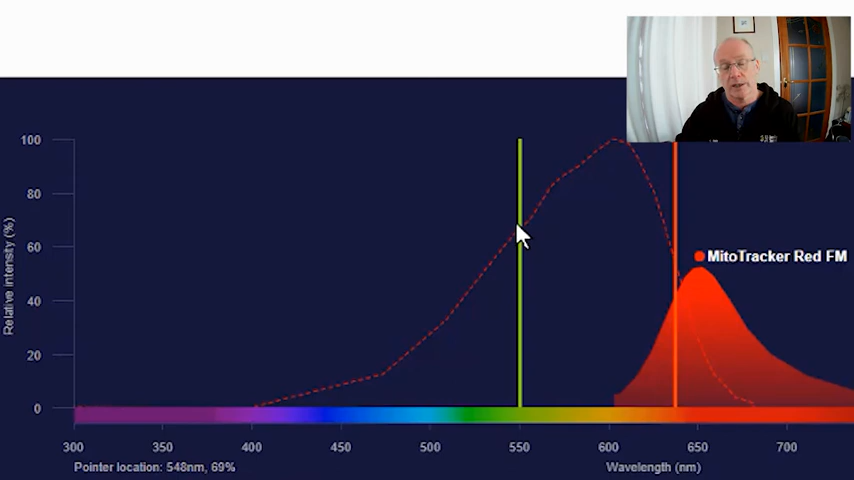 100
80
60
40
20
0
Relative intensity (%)
MitoTracker Red FM
300 350 400 450 500 550 600 650 700
Pointer location: 548nm, 69%
Wavelength (nm)